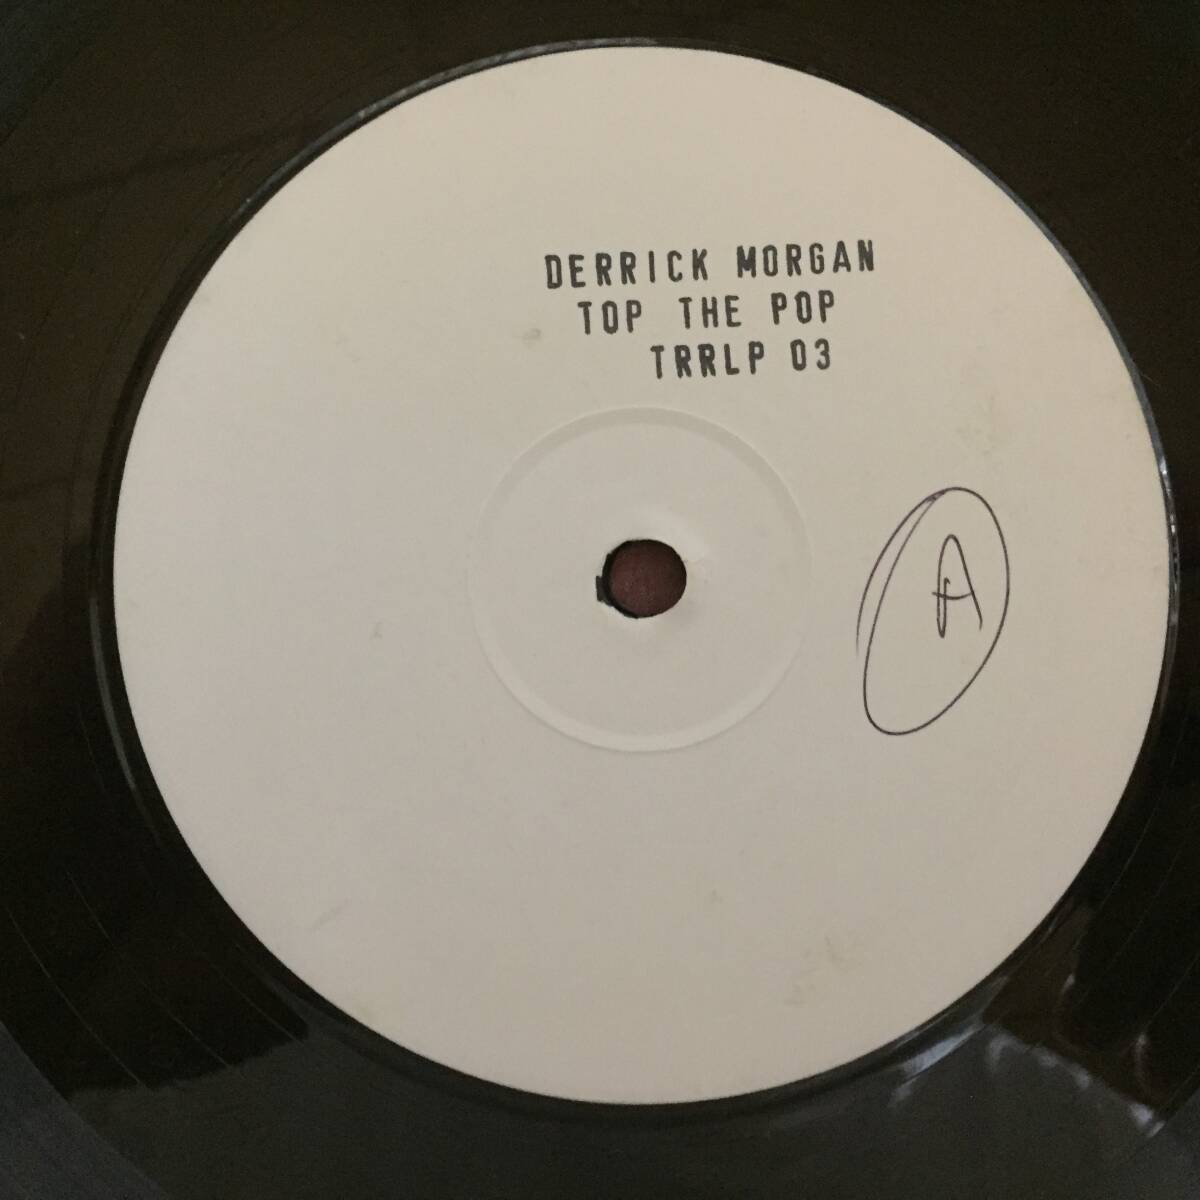 DERRICK MORGAN
TOP THE POP
TRRLP 03
A